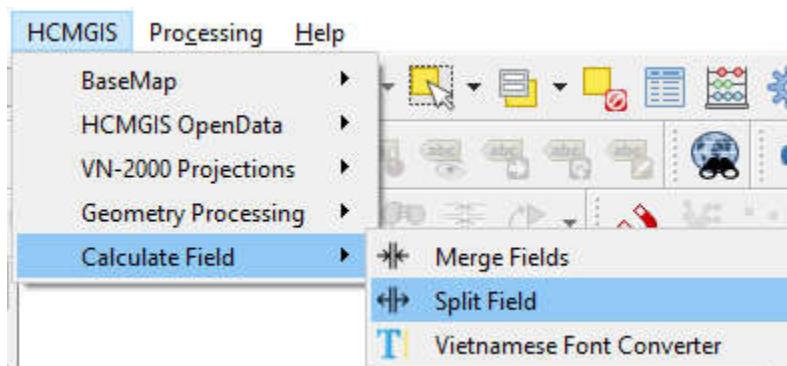 HCMGIS Processing Help
BaseMap
HCMGIS OpenData
VN-2000 Projections
Geometry Processing
Calculate Field
Merge Fields
Split Field
Vietnamese Font Converter